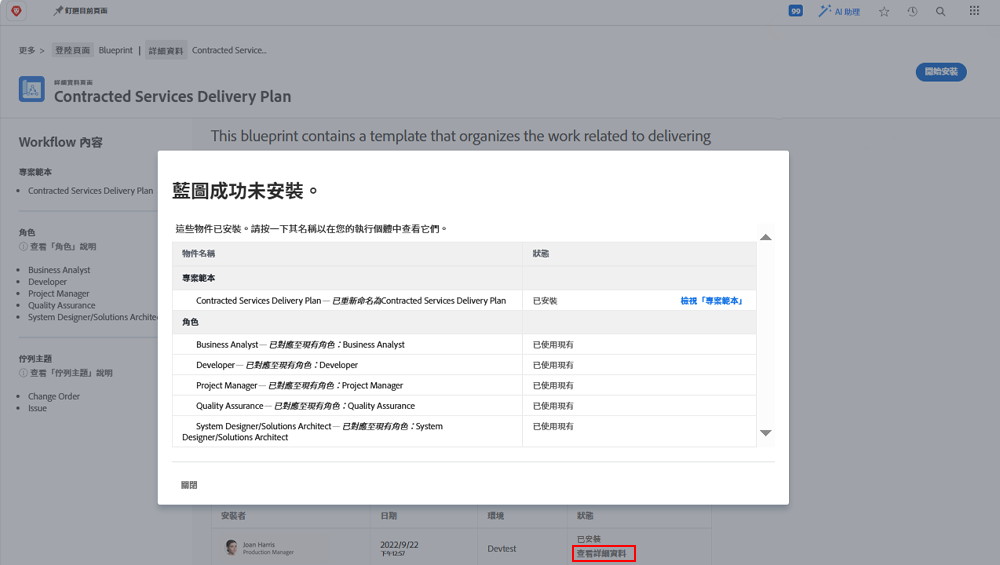 釘選目前頁面
99
AI 助理
更多 > 登陸頁面 Blueprint | 詳細資料 Contracted Service...
詳細資料頁面
Contracted Services Delivery Plan
開始安裝
Workflow 內容
專案範本
Contracted Services Delivery Plan
角色
查看「角色」說明
Business Analyst
Developer
Project Manager
Quality Assurance
System Designer/Solutions Archite
佇列主題
查看「佇列主題」說明
Change Order
Issue
This blueprint contains a template that organizes the work related to delivering
藍圖成功未安裝。
這些物件已安裝。請按一下其名稱以在您的執行個體中查看它們。
物件名稱 狀態
專案範本
Contracted Services Delivery Plan — 已重新命名為Contracted Services Delivery Plan 已安裝 檢視「專案範本」
角色
Business Analyst — 已對應至現有角色：Business Analyst 已使用現有
Developer — 已對應至現有角色：Developer 已使用現有
Project Manager — 已對應至現有角色：Project Manager 已使用現有
Quality Assurance — 已對應至現有角色：Quality Assurance 已使用現有
System Designer/Solutions Architect — 已對應至現有角色：System 已使用現有
Designer/Solutions Architect
關閉
安裝者 日期 環境 狀態
Joan Harris
Production Manager
2022/9/22
下午12:57
Devtest
已安裝
查看詳細資料